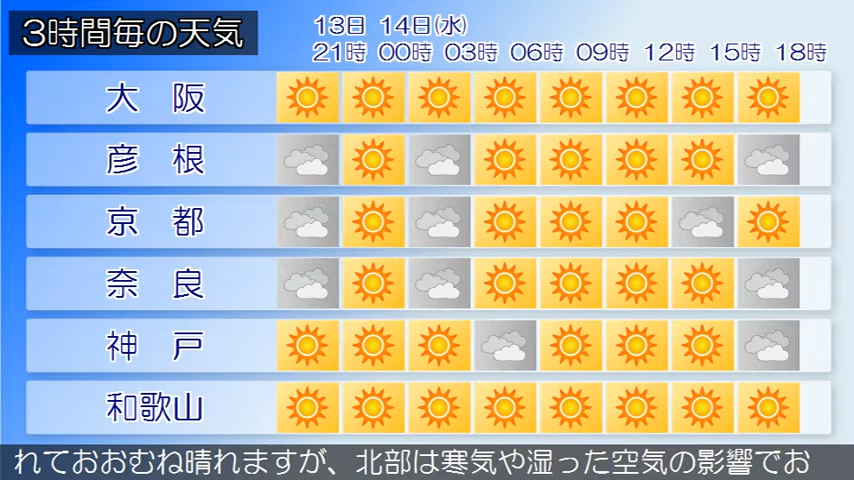 3時間毎の天気
13日 14日(水)
21時 00時 03時 06時 09時 12時 15時 18時
大 阪
彦 根
京 都
奈 良
神 戸
和歌山
れておおむね晴れますが、北部は寒気や湿った空気の影響でお